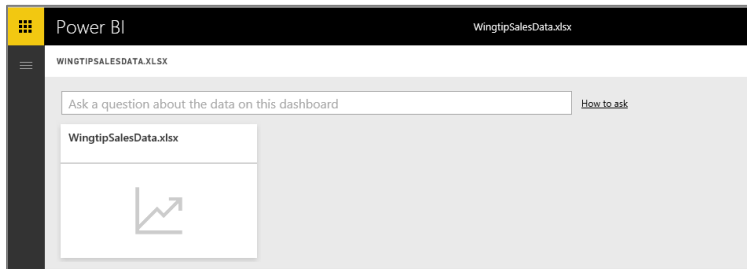 Power BI
WingtipSalesData.xlsx
WINGTIPSALESDATA.XLSX
Ask a question about the data on this dashboard
How to ask
WingtipSalesData.xlsx